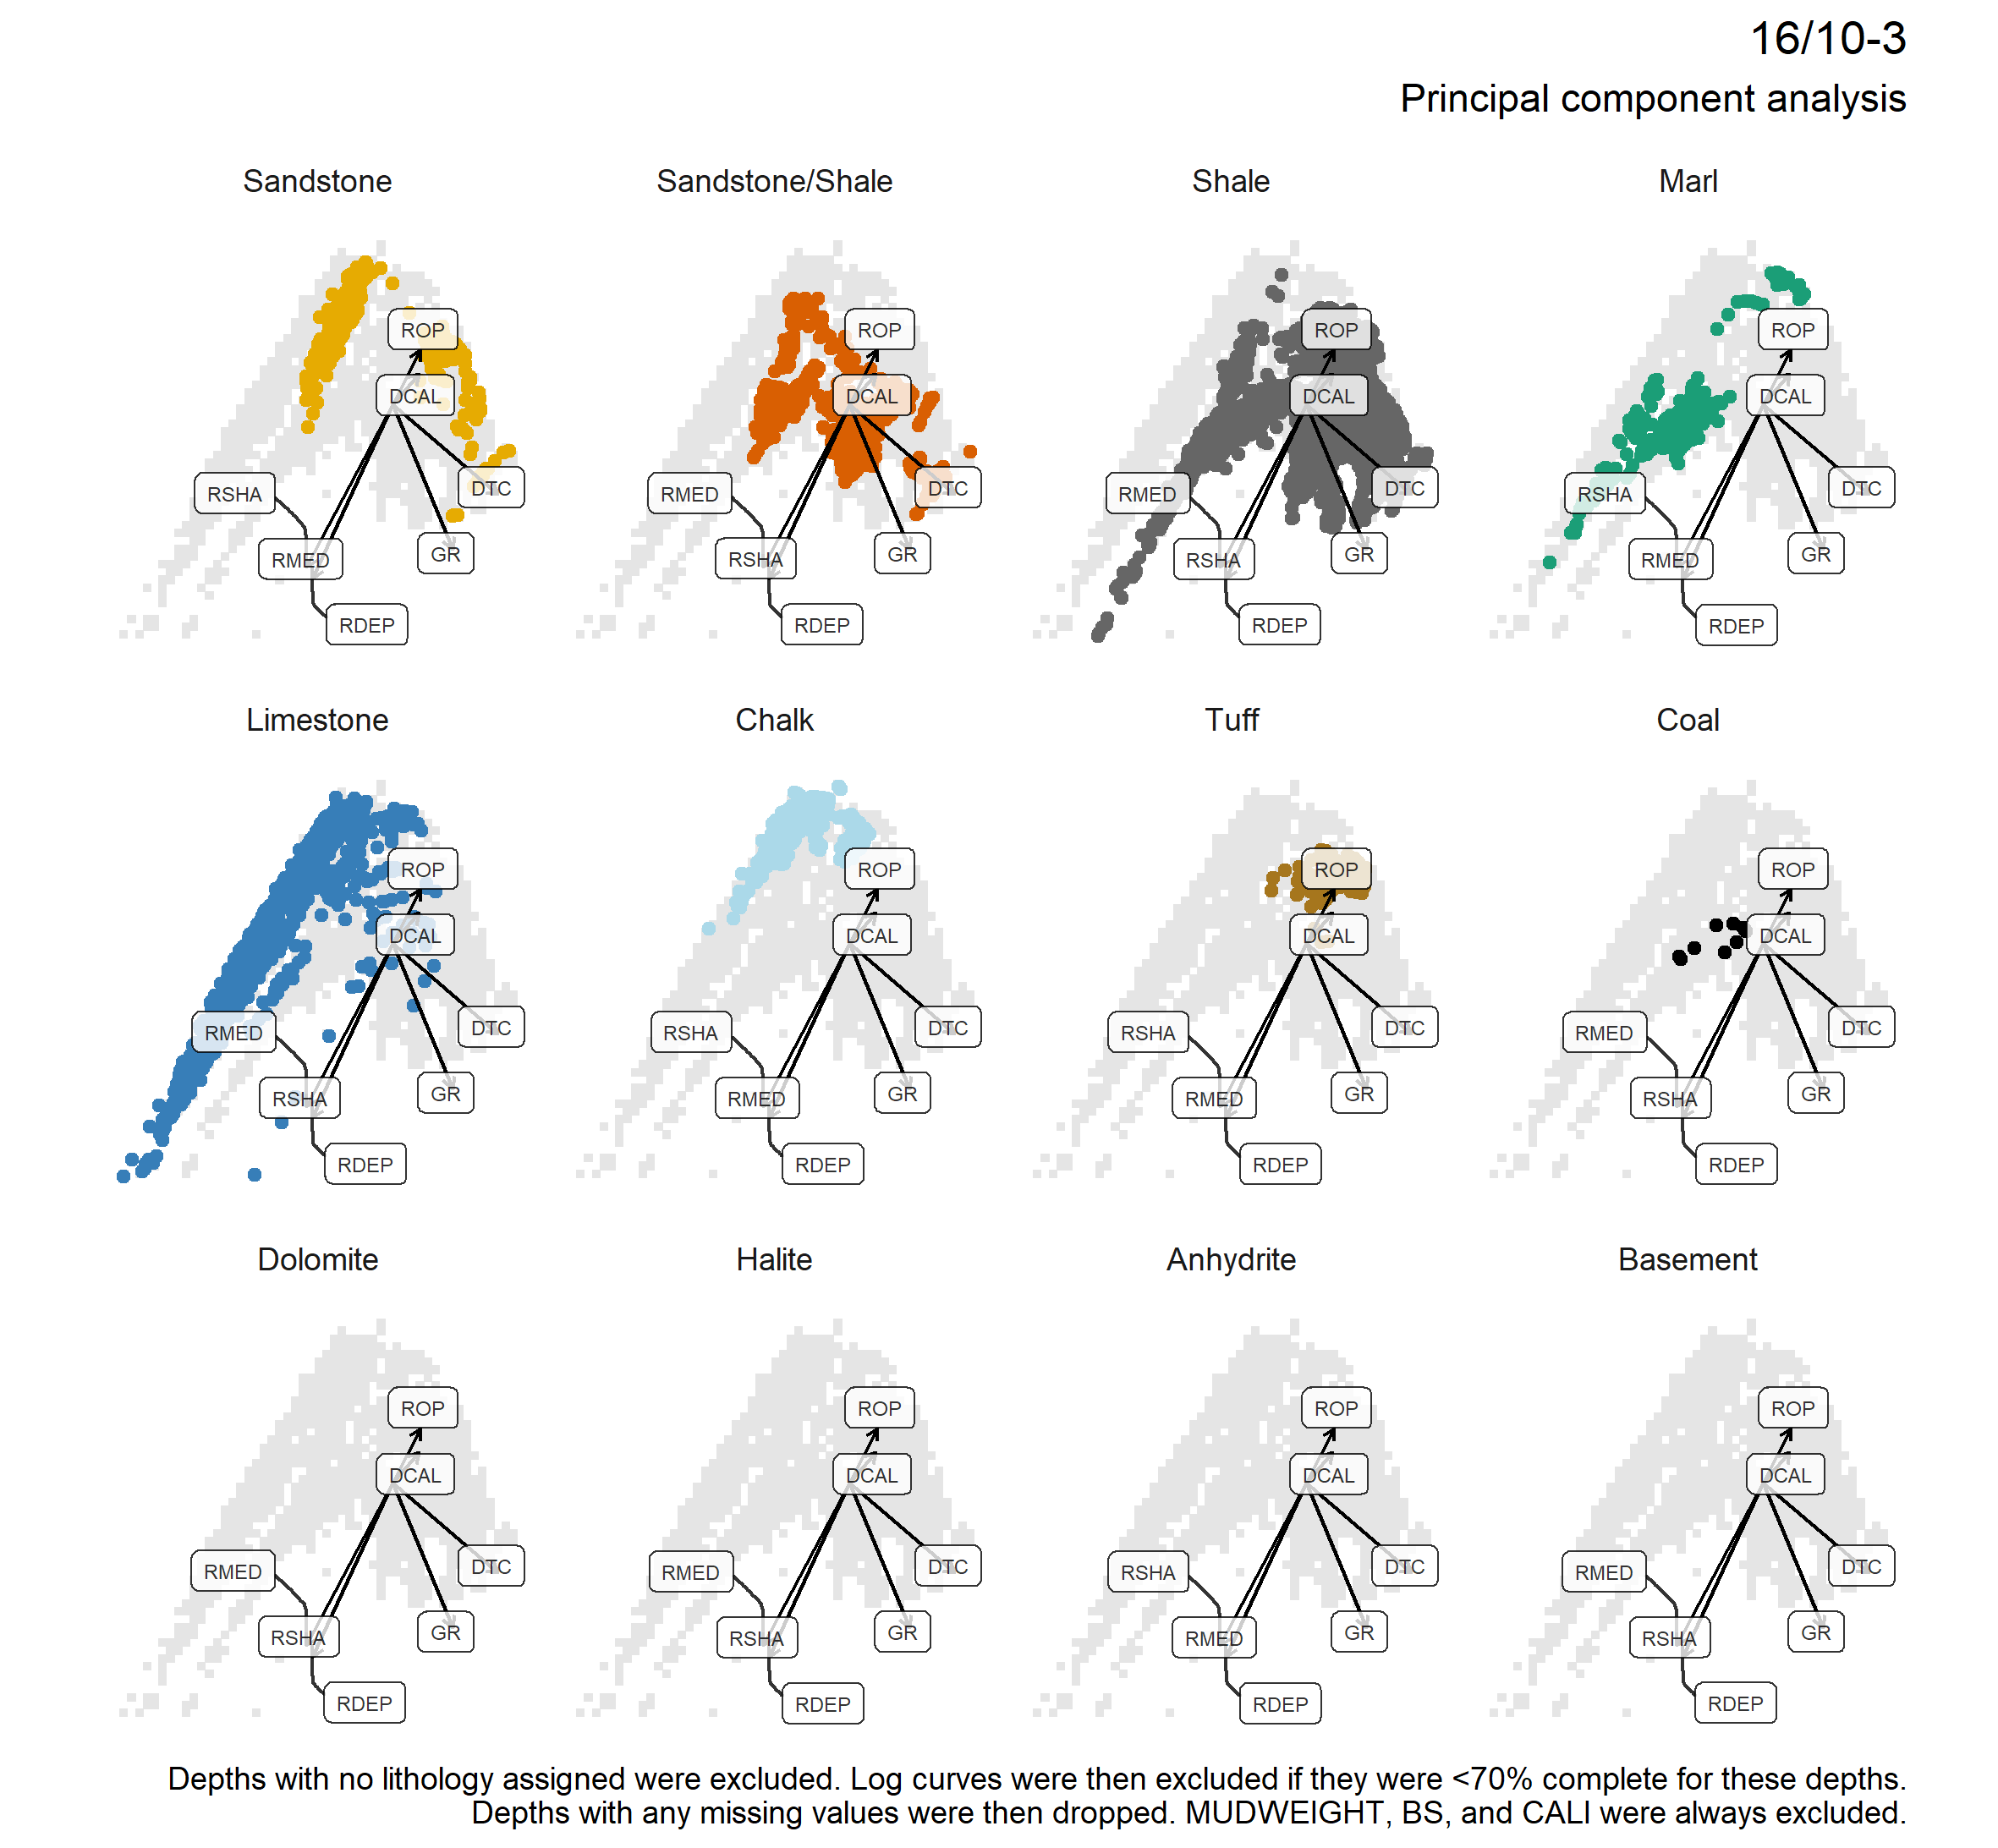 16/10-3
Principal component analysis
Sandstone
Sandstone/Shale
Shale
Marl
ROP
DCAL
RSHA
DTC
RMED
GR
RDEP
ROP
DCAL
RMED
DTC
RSHA
GR
RDEP
ROP
DCAL
RMED
DTC
RSHA
GR
RDEP
ROP
DCAL
RSHA
DTC
RMED
GR
RDEP
Limestone
Chalk
Tuff
Coal
ROP
DCAL
RMED
DTC
RSHA
GR
RDEP
ROP
DCAL
RSHA
DTC
RMED
GR
RDEP
ROP
DCAL
RSHA
DTC
RMED
GR
RDEP
ROP
DCAL
RMED
DTC
RSHA
GR
RDEP
Dolomite
Halite
Anhydrite
Basement
ROP
DCAL
RMED
DTC
RSHA
GR
RDEP
ROP
DCAL
RMED
DTC
RSHA
GR
RDEP
ROP
DCAL
RSHA
DTC
RMED
GR
RDEP
ROP
DCAL
RMED
DTC
RSHA
GR
RDEP
Depths with no lithology assigned were excluded. Log curves were then excluded if they were <70% complete for these depths.
Depths with any missing values were then dropped. MUDWEIGHT, BS, and CALI were always excluded.